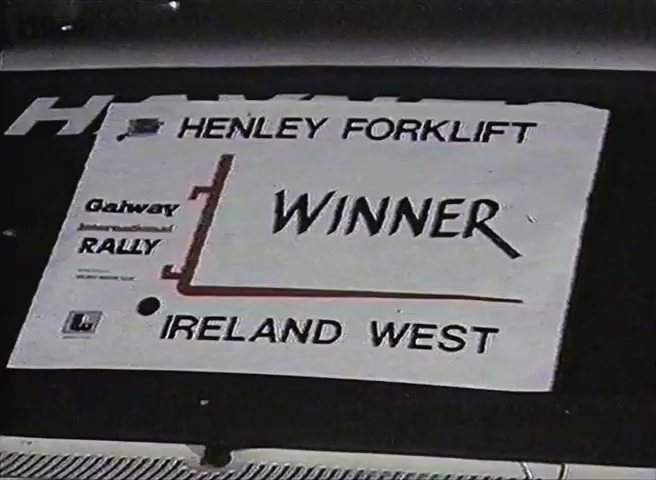 HENLEY FORKLIFT
WINNER
Galway
International
RALLY
IRELAND WEST